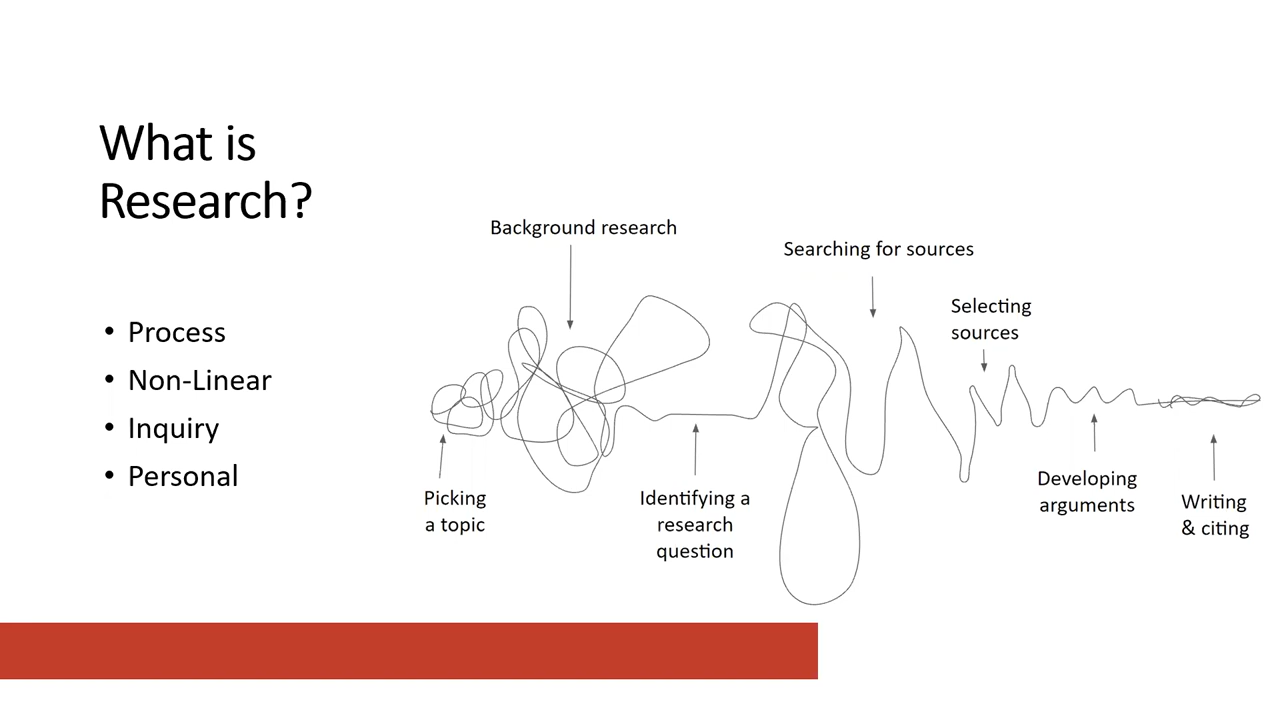 What is
Research?
• Process
• Non-Linear
• Inquiry
• Personal
Background research
Searching for sources
Selecting
sources
Picking
a topic
Identifying a
research
question
Developing
arguments
Writing
& citing